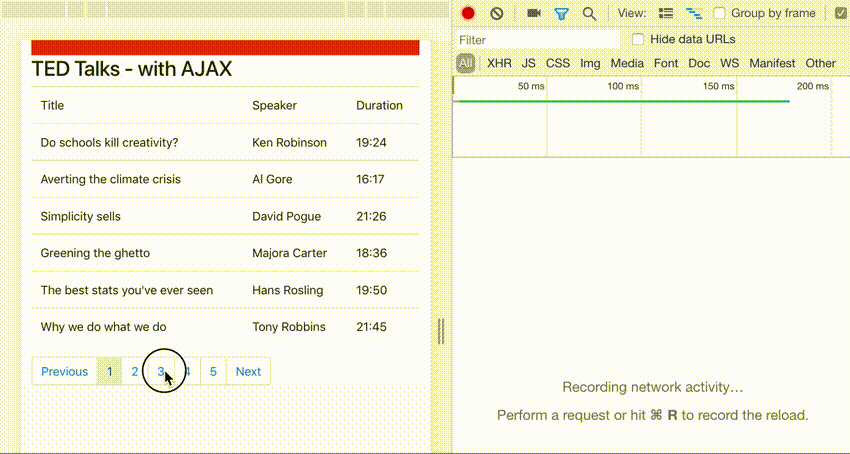 TED Talks - with AJAX
Title Speaker Duration
Do schools kill creativity? Ken Robinson 19:24
Averting the climate crisis Al Gore 16:17
Simplicity sells David Pogue 21:26
Greening the ghetto Majora Carter 18:36
The best stats you've ever seen Hans Rosling 19:50
Why we do what we do Tony Robbins 21:45
Previous 1 2 3 4 5 Next
View: Group by frame
Filter Hide data URLs
All XHR JS CSS Img Media Font Doc WS Manifest Other
50 ms 100 ms 150 ms 200 ms
Recording network activity…
Perform a request or hit ⌘ R to record the reload.